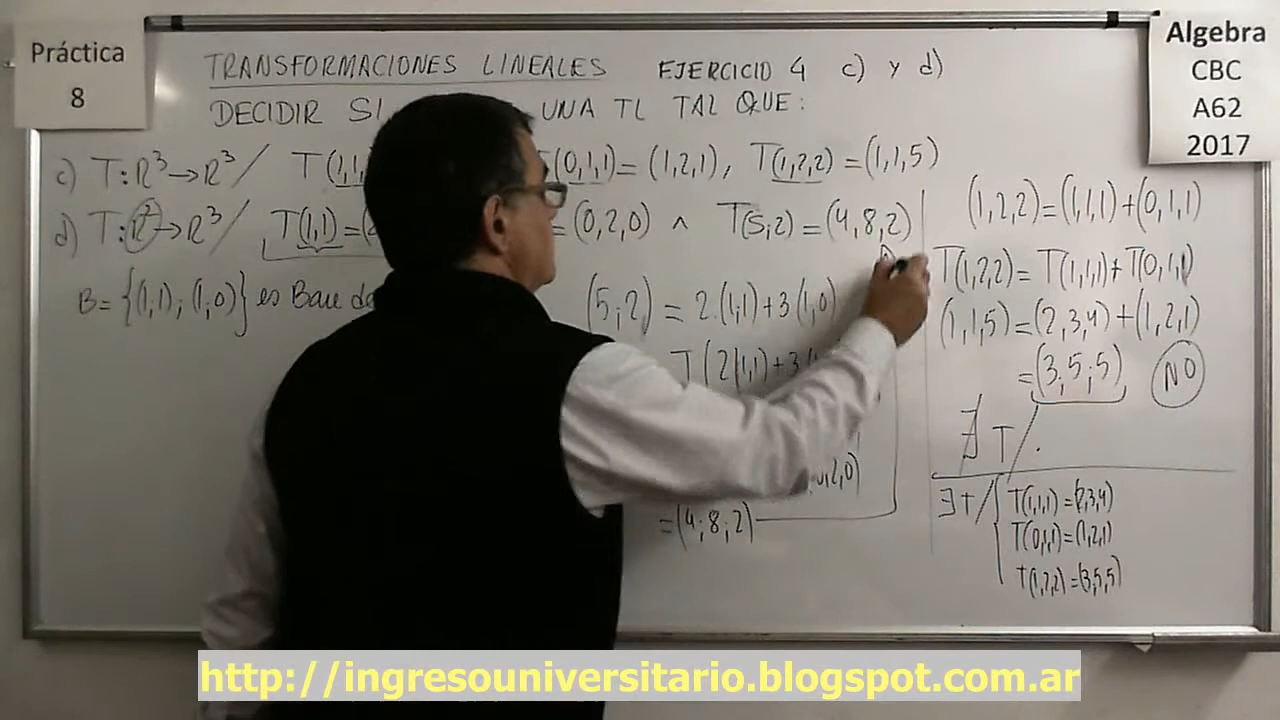 Práctica
8
Algebra
CBC
A62
2017
TRANSFORMACIONES LINEALES EJERCICIO 4 c) y d)
DECIDIR SI UNA TL TAL QUE:
c) T: R³→R³/ T(1,1, T(0,1,1)=(1,2,1), T(1,2,2)=(1,1,5)
d) T: R²→R³/ T(1,1)=( =(0,2,0) ∧ T(5;2)=(4,8,2)
B={(1,1);(1;0)} es Base de
(5;2) = 2.(1;1)+3(1,0)
T(2(1,1)+3
,2,0)
=(4;8;2)
(1,2,2)=(1,1,1)+(0,1,1)
T(1,2,2)=T(1,1,1)+T(0,1,1)
(1,1,5)=(2,3,4)+(1,2,1)
=(3;5;5) NO
∄ T/.
∃T/ T(1,1,1)=(2,3,4)
T(0,1,1)=(1,2,1)
T(1,2,2)=(3,5,5)
http://ingresouniversitario.blogspot.com.ar